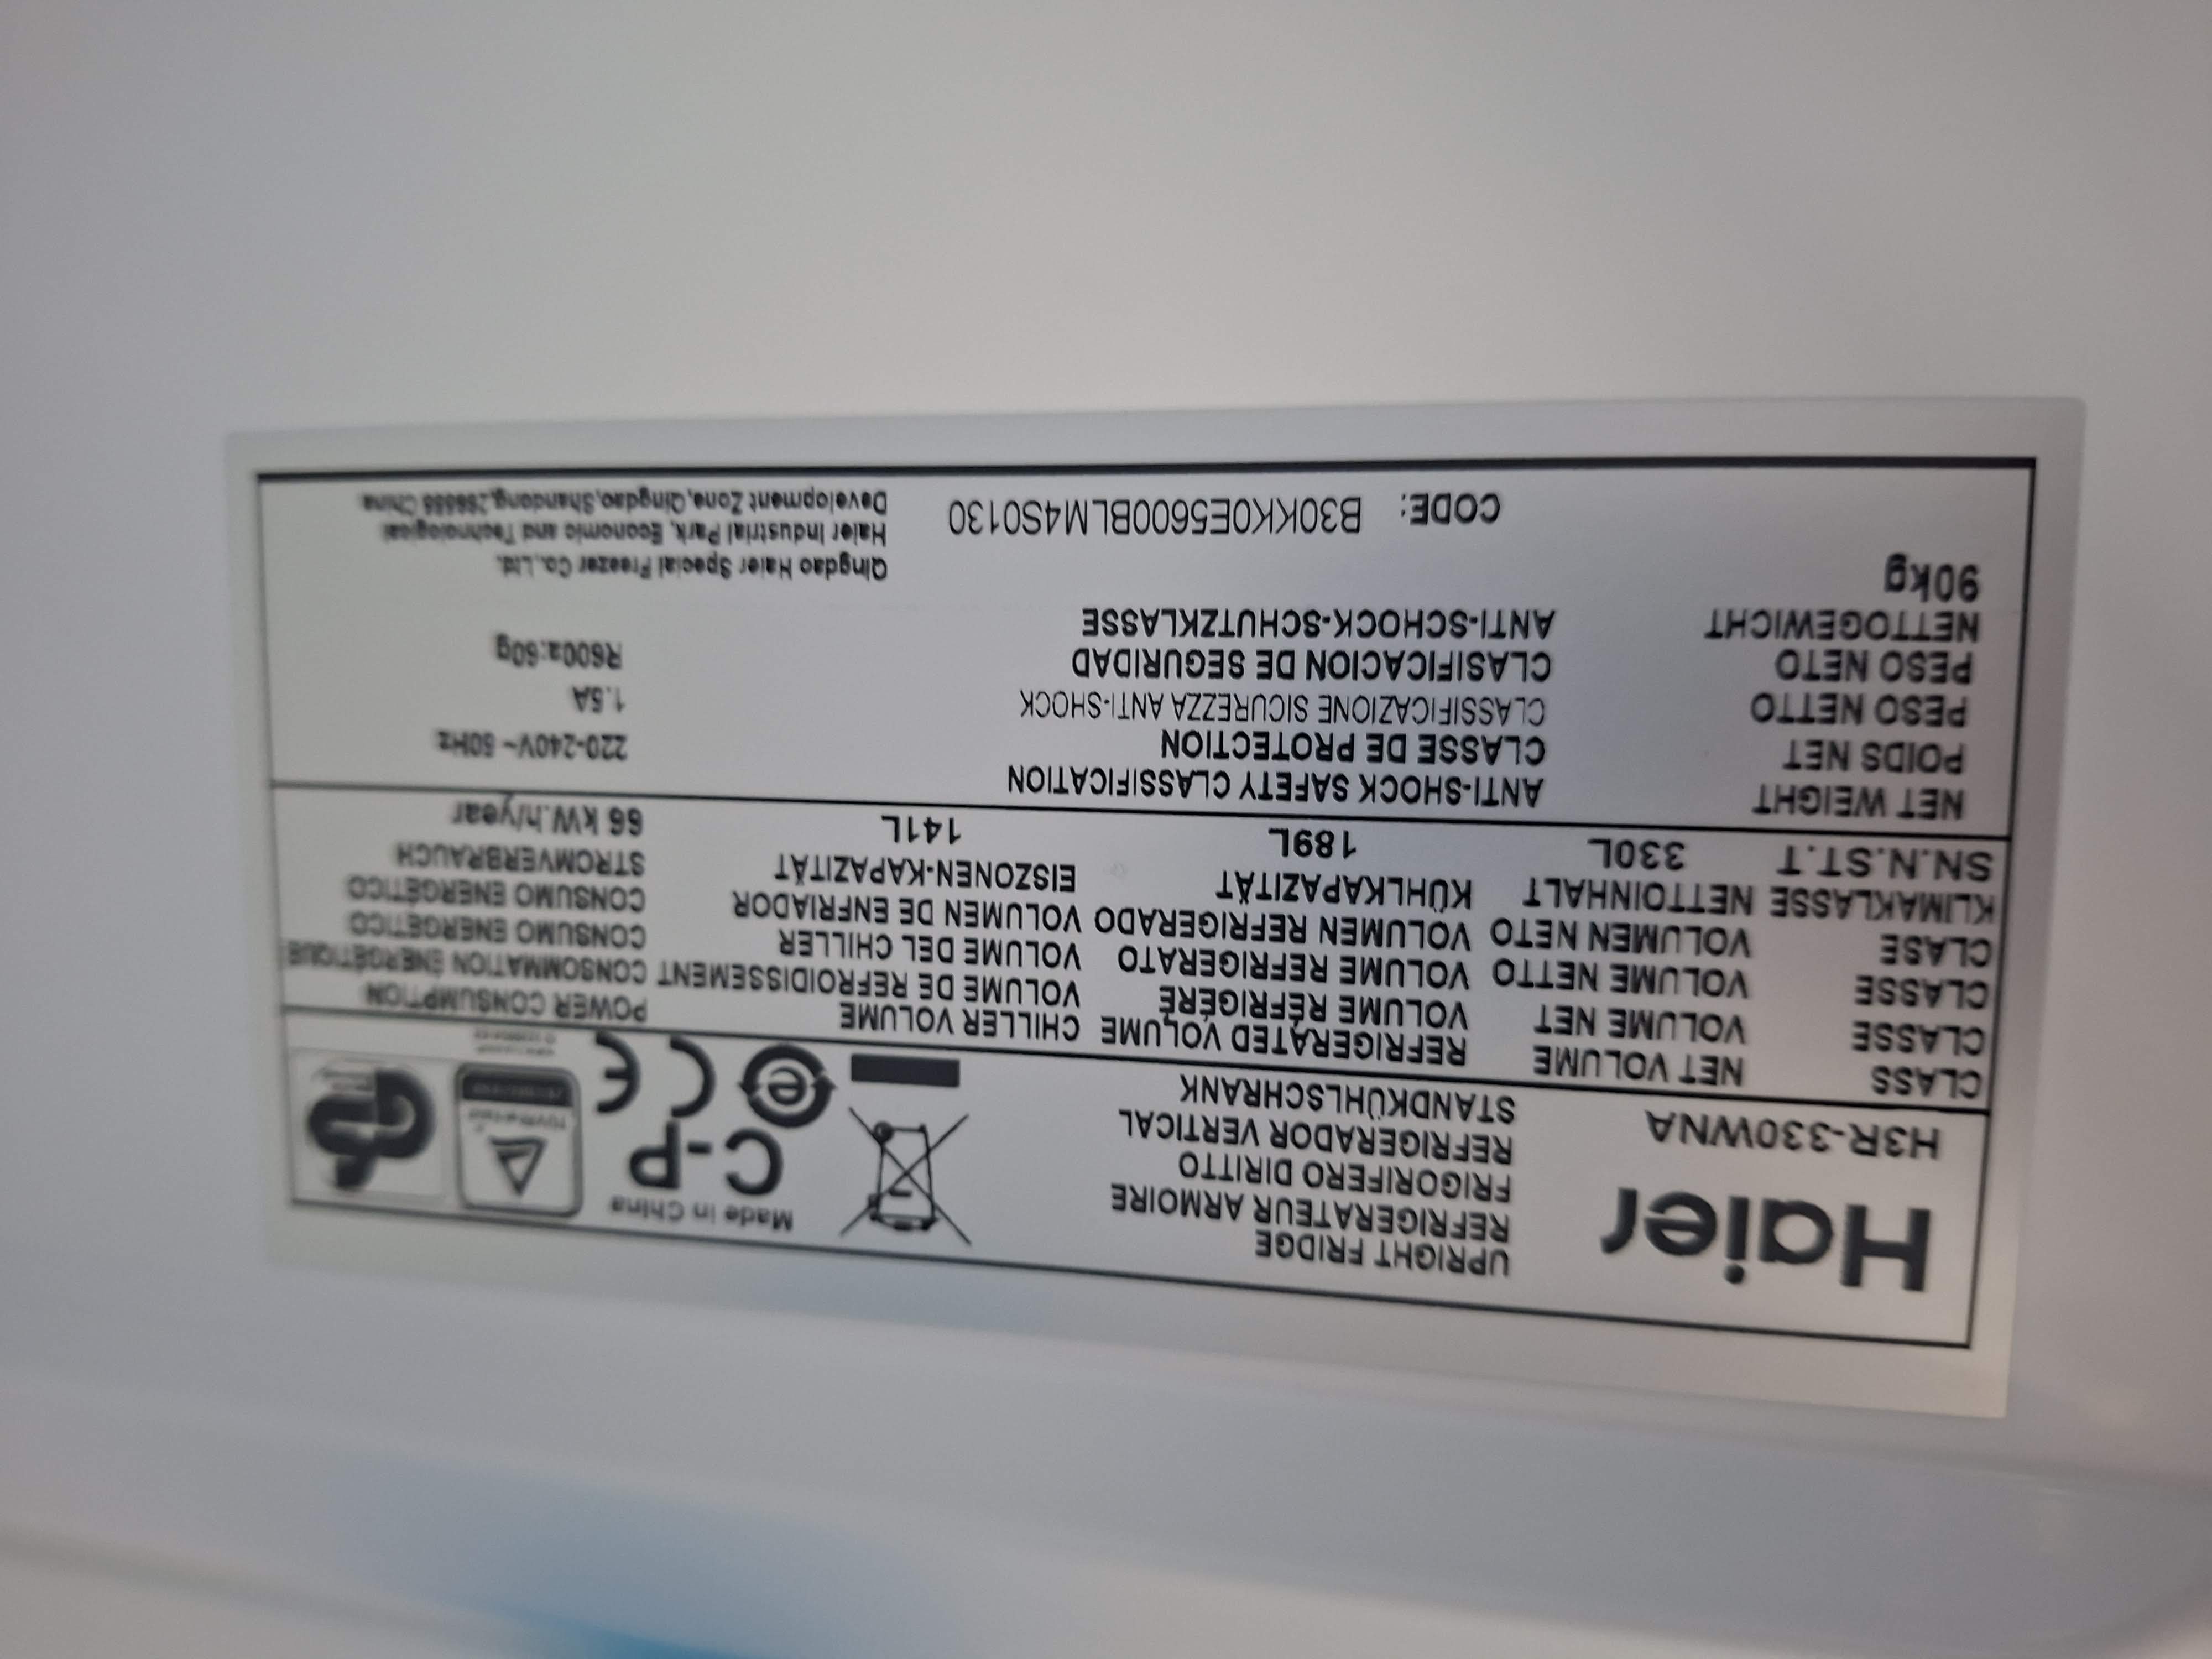 Haier
H3R-330WNA
UPRIGHT FRIDGE
REFRIGERATEUR ARMOIRE
FRIGORIFERO DIRITTO
REFRIGERADOR VERTICAL
STANDKÜHLSCHRANK
Made in China
C-P
CE
CLASS NET VOLUME REFRIGERATED VOLUME CHILLER VOLUME POWER CONSUMPTION
CLASSE VOLUME NET VOLUME RÉFRIGÉRÉ VOLUME DE REFROIDISSEMENT CONSOMMATION ÉNERGÉTIQUE
CLASSE VOLUME NETTO VOLUME REFRIGERATO VOLUME DEL CHILLER CONSUMO ENERGETICO
CLASE VOLUMEN NETO VOLUMEN REFRIGERADO VOLUMEN DE ENFRIADOR CONSUMO ENERGÉTICO
KLIMAKLASSE NETTOINHALT KÜHLKAPAZITÄT EISZONEN-KAPAZITÄT STROMVERBRAUCH
SN.N.ST.T 330L 189L 141L 66 kW.h/year
NET WEIGHT ANTI-SHOCK SAFETY CLASSIFICATION 220-240V~ 50Hz
POIDS NET CLASSE DE PROTECTION 1.5A
PESO NETTO CLASSIFICAZIONE SICUREZZA ANTI-SHOCK R600a:60g
PESO NETO CLASIFICACION DE SEGURIDAD
NETTOGEWICHT ANTI-SCHOCK-SCHUTZKLASSE
90kg
CODE: B30KK0E5600BLM4S0130
Qingdao Haier Special Freezer Co.,Ltd.
Haier Industrial Park, Economic and Technological
Development Zone,Qingdao,Shandong,266555 China